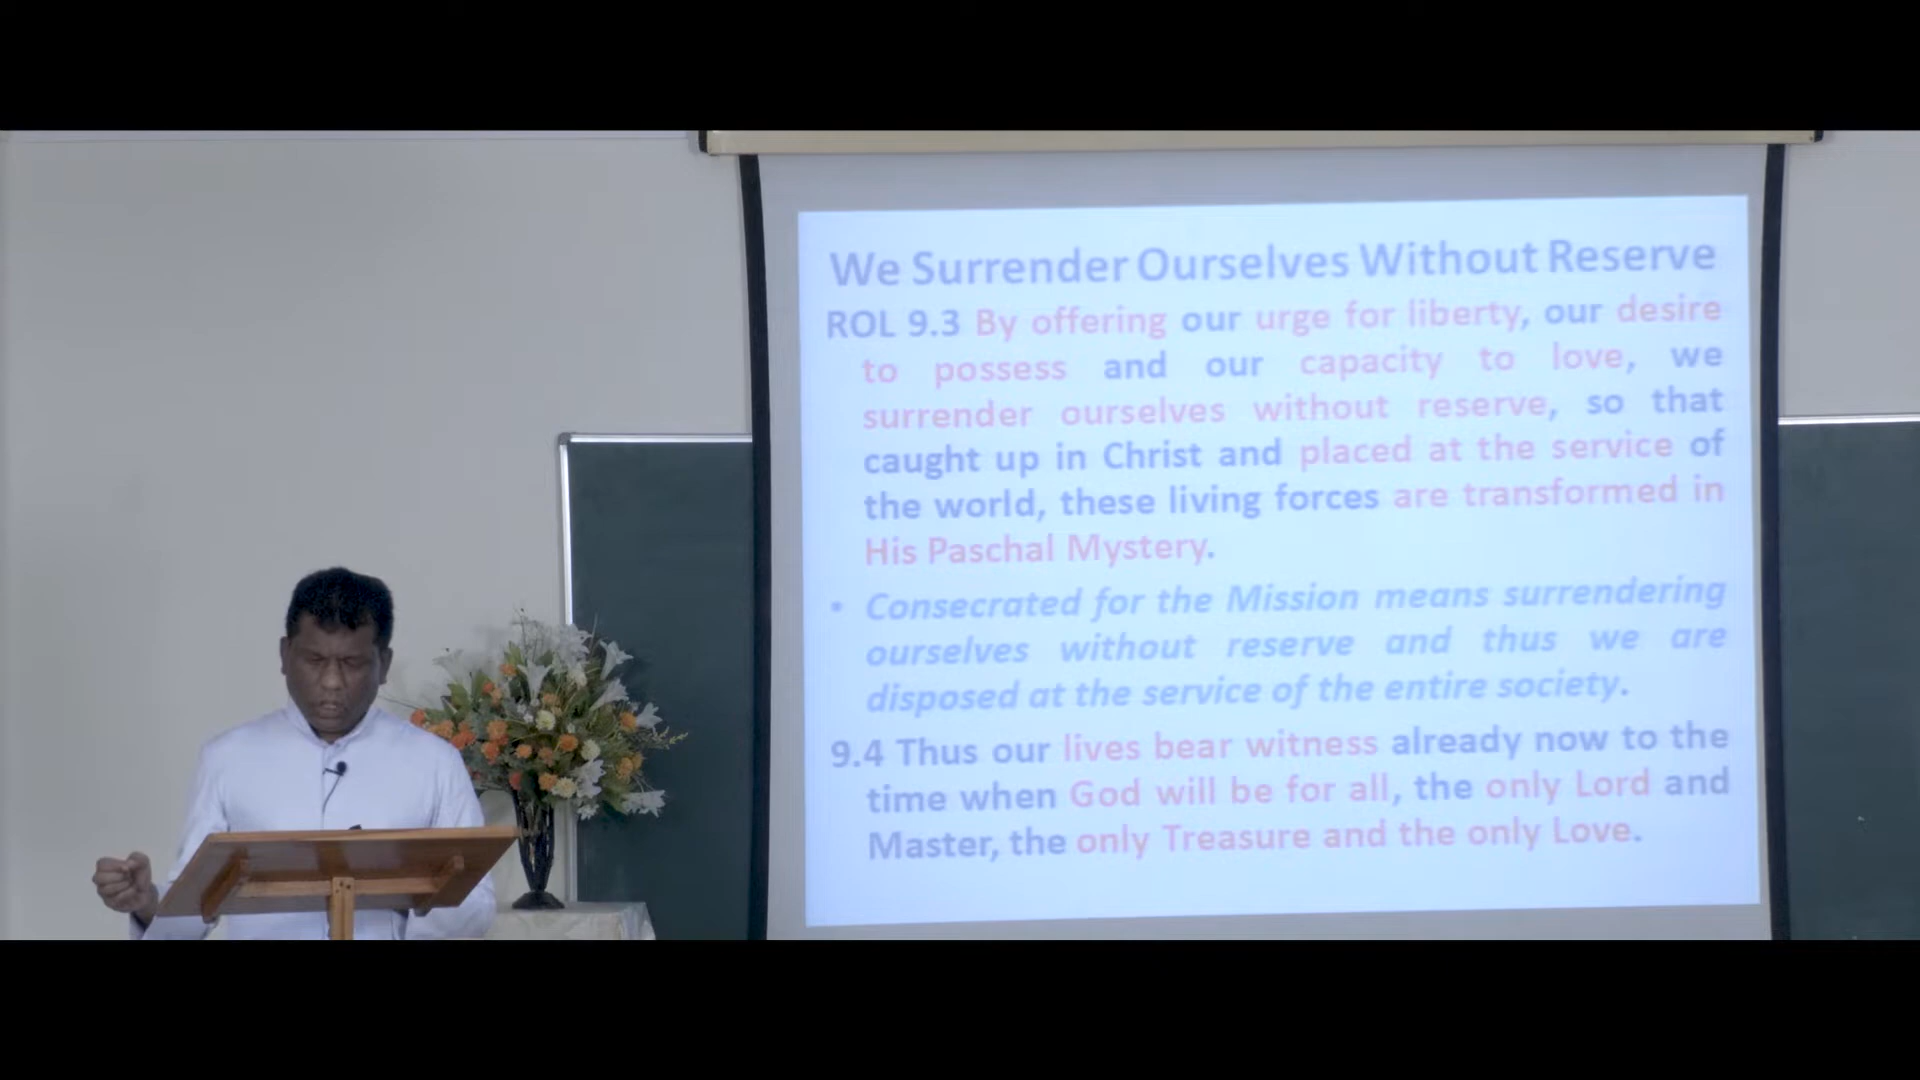 We Surrender Ourselves Without Reserve
ROL 9.3 By offering our urge for liberty, our desire
to possess and our capacity to love, we
surrender ourselves without reserve, so that
caught up in Christ and placed at the service of
the world, these living forces are transformed in
His Paschal Mystery.
• Consecrated for the Mission means surrendering
ourselves without reserve and thus we are
disposed at the service of the entire society.
9.4 Thus our lives bear witness already now to the
time when God will be for all, the only Lord and
Master, the only Treasure and the only Love.